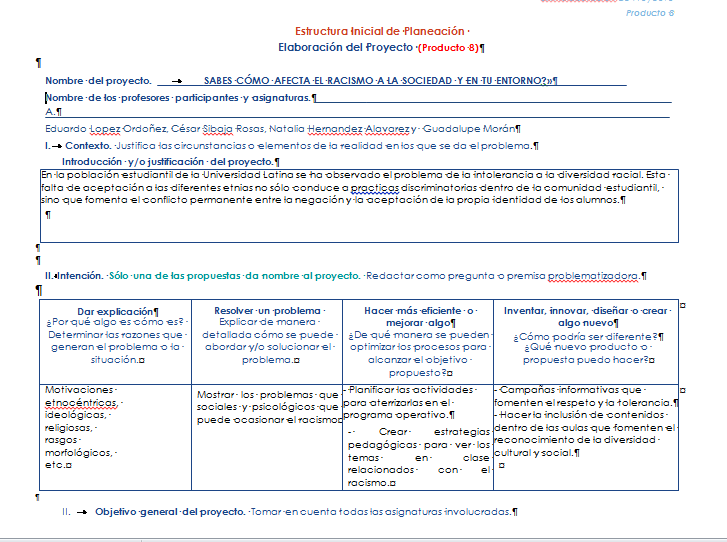 Producto 8
Estructura Inicial de Planeación
Elaboración del Proyecto (Producto 8)¶
¶
Nombre del proyecto. → SABES CÓMO AFECTA EL RACISMO A LA SOCIEDAD Y EN TU ENTORNO?»¶
Nombre de los profesores participantes y asignaturas.¶
A.¶
Eduardo Lopez Ordoñez, César Sibaja Rosas, Natalia Hernandez Alavarez y Guadalupe Morán¶
I.→ Contexto. Justifica las circunstancias o elementos de la realidad en los que se da el problema.¶
Introducción y/o justificación del proyecto.¶
En la población estudiantil de la Universidad Latina se ha observado el problema de la intolerancia a la diversidad racial. Esta
falta de aceptación a las diferentes etnias no sólo conduce a practicas discriminatorias dentro de la comunidad estudiantil,
sino que fomenta el conflicto permanente entre la negación y la aceptación de la propia identidad de los alumnos.¶
¶
¶
¶
II. Intención. Sólo una de las propuestas da nombre al proyecto. Redactar como pregunta o premisa problematizadora.¶
¶
Dar explicación¶
¿Por qué algo es cómo es?
Determinar las razones que
generan el problema o la
situación.¤
Resolver un problema
Explicar de manera
detallada cómo se puede
abordar y/o solucionar el
problema.¤
Hacer más eficiente o
mejorar algo¶
¿De qué manera se pueden
optimizar los procesos para
alcanzar el objetivo
propuesto?¤
Inventar, innovar, diseñar o crear
algo nuevo¶
¿Cómo podría ser diferente?¶
¿Qué nuevo producto o
propuesta puedo hacer?¤
¤
Motivaciones
etnocéntricas,
ideológicas,
religiosas,
rasgos
morfológicos,
etc.¤
Mostrar los problemas que
sociales y psicológicos que
puede ocasionar el racismo¤
- Planificar las actividades
para aterrizarlas en el
programa operativo.¶
- Crear estrategias
pedagógicas para ver los
temas en clase
relacionados con el
racismo.¤
- Campañas informativas que
fomenten el respeto y la tolerancia.¶
- Hacer la inclusión de contenidos
dentro de las aulas que fomenten el
reconocimiento de la diversidad
cultural y social.¶
¤
¤
¶
II. → Objetivo general del proyecto. Tomar en cuenta todas las asignaturas involucradas.¶